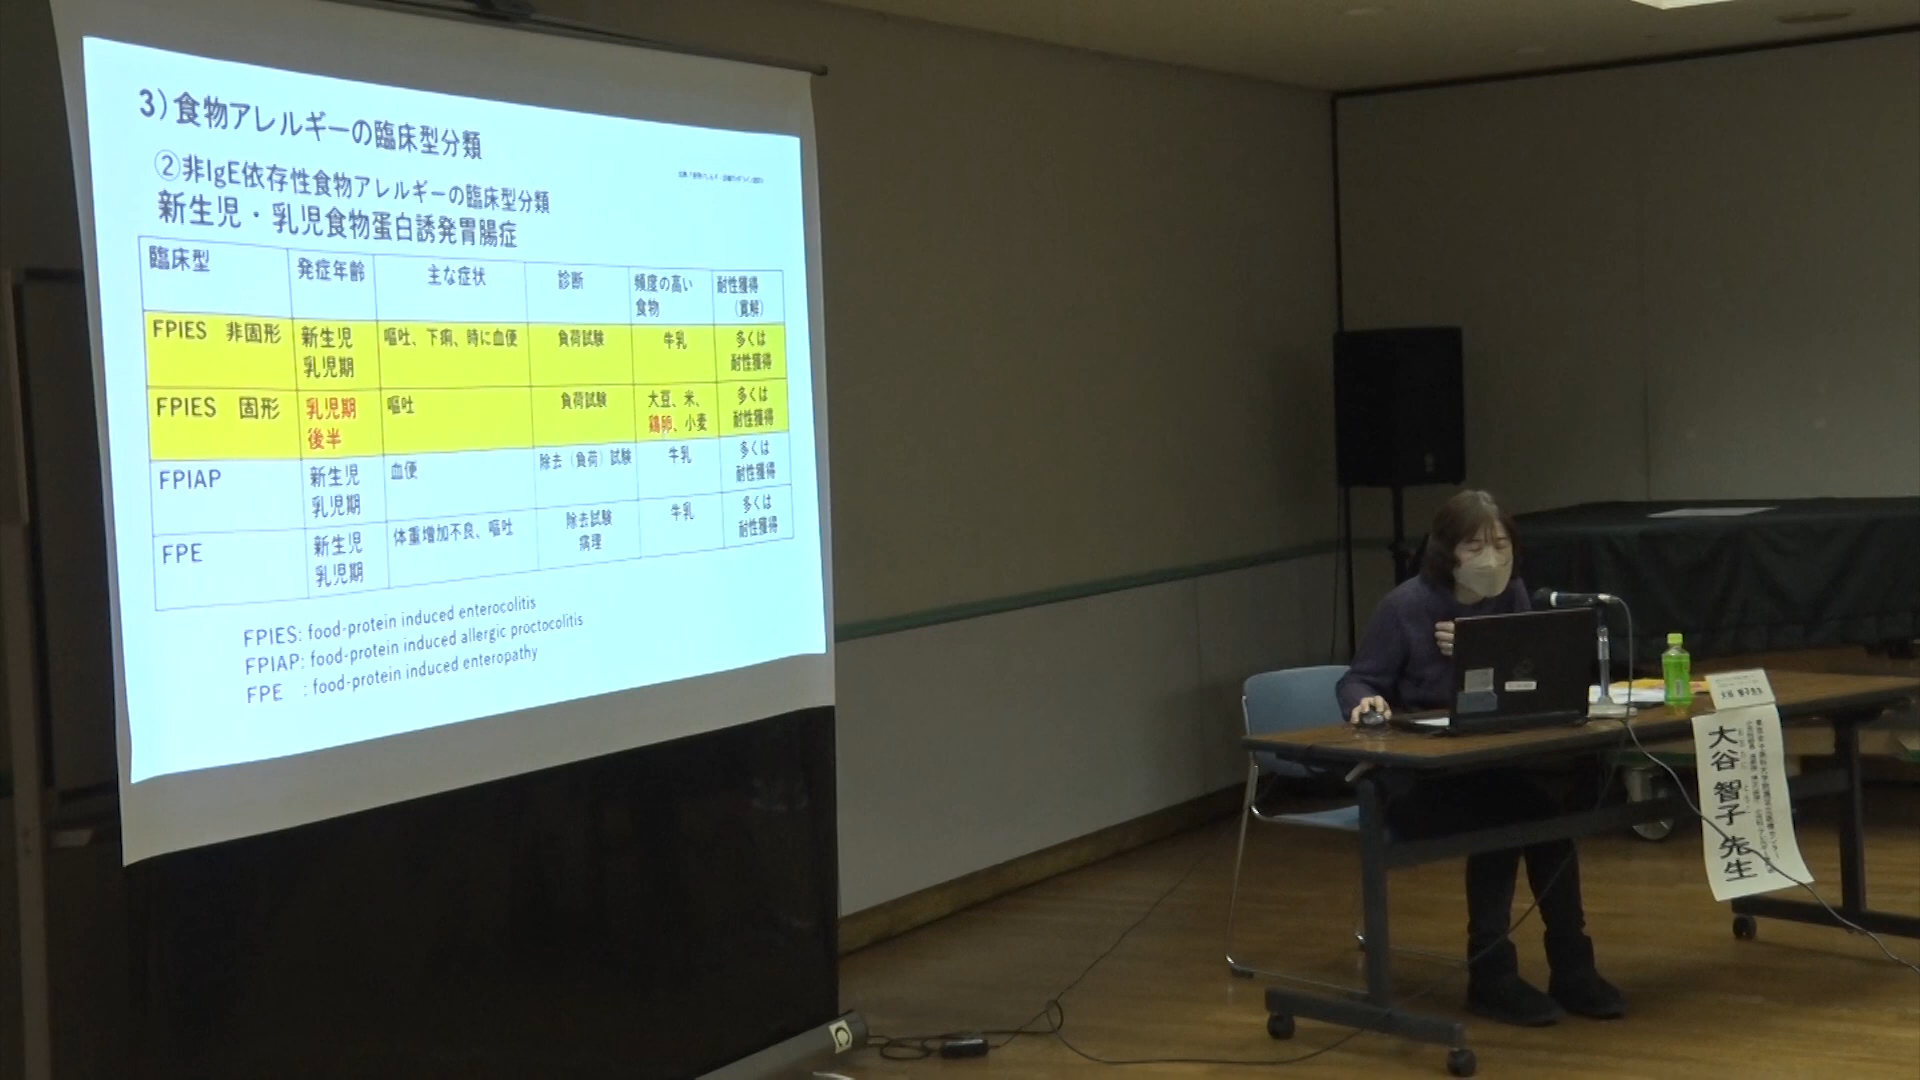 3）食物アレルギーの臨床型分類
②非IgE依存性食物アレルギーの臨床型分類
新生児・乳児食物蛋白誘発胃腸症
臨床型 発症年齢 主な症状 診断 頻度の高い食物 耐性獲得（寛解）
FPIES 非固形 新生児 乳児期 嘔吐、下痢、時に血便 負荷試験 牛乳 多くは耐性獲得
FPIES 固形 乳児期後半 嘔吐 負荷試験 大豆、米、鶏卵、小麦 多くは耐性獲得
FPIAP 新生児 乳児期 血便 除去（負荷）試験 牛乳 多くは耐性獲得
FPE 新生児 乳児期 体重増加不良、嘔吐 除去試験 病理 牛乳 多くは耐性獲得
FPIES: food-protein induced enterocolitis
FPIAP: food-protein induced allergic proctocolitis
FPE : food-protein induced enteropathy
大谷 智子 先生